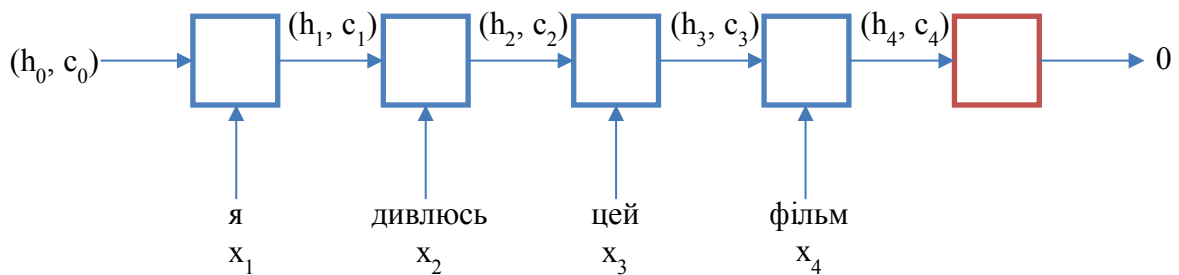 (h₁, c₁) (h₂, c₂) (h₃, c₃) (h₄, c₄)
(h₀, c₀) 0
я дивлюсь цей фільм
x₁ x₂ x₃ x₄